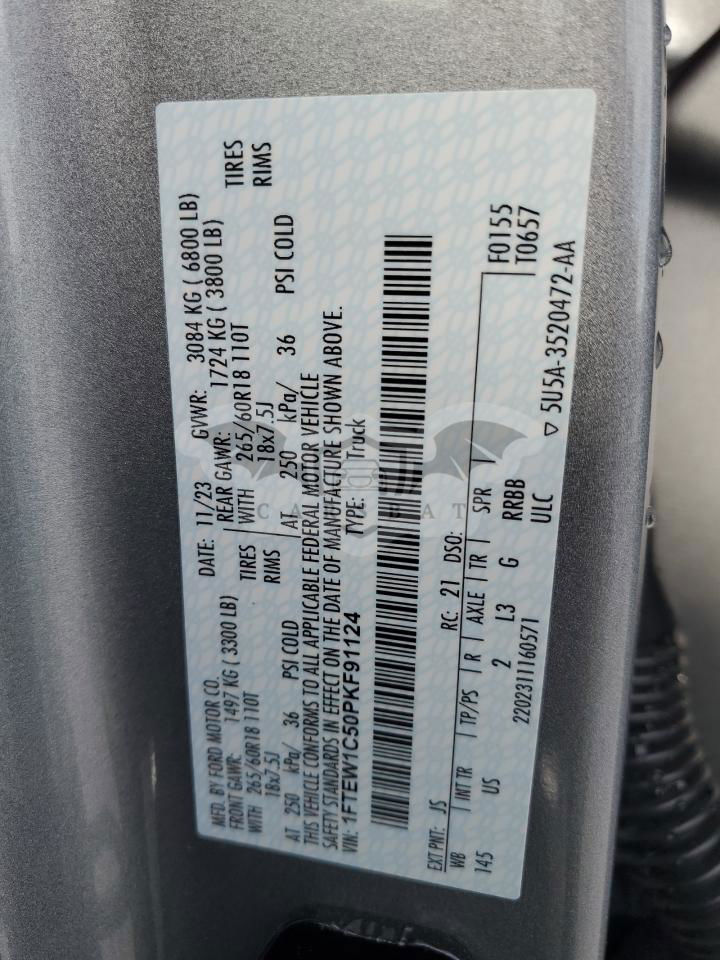 MFD. BY FORD MOTOR CO. DATE: 11/23 GVWR: 3084 KG ( 6800 LB)
FRONT GAWR: 1497 KG ( 3300 LB) REAR GAWR: 1724 KG ( 3800 LB)
WITH 265/60R18 110T TIRES WITH 265/60R18 110T TIRES
18x7.5J RIMS 18x7.5J RIMS
AT 250 kPa/ 36 PSI COLD AT 250 kPa/ 36 PSI COLD
THIS VEHICLE CONFORMS TO ALL APPLICABLE FEDERAL MOTOR VEHICLE
SAFETY STANDARDS IN EFFECT ON THE DATE OF MANUFACTURE SHOWN ABOVE.
VIN: 1FTEW1C50PKF91124 TYPE: Truck
EXT PNT: JS RC: 21 DSO:
WB INT TR TP/PS R AXLE TR SPR F0155
145 US 2 L3 G RRBB T0657
2202311160571 ULC
▽ 5U5A-3520472-AA
CARSBAT